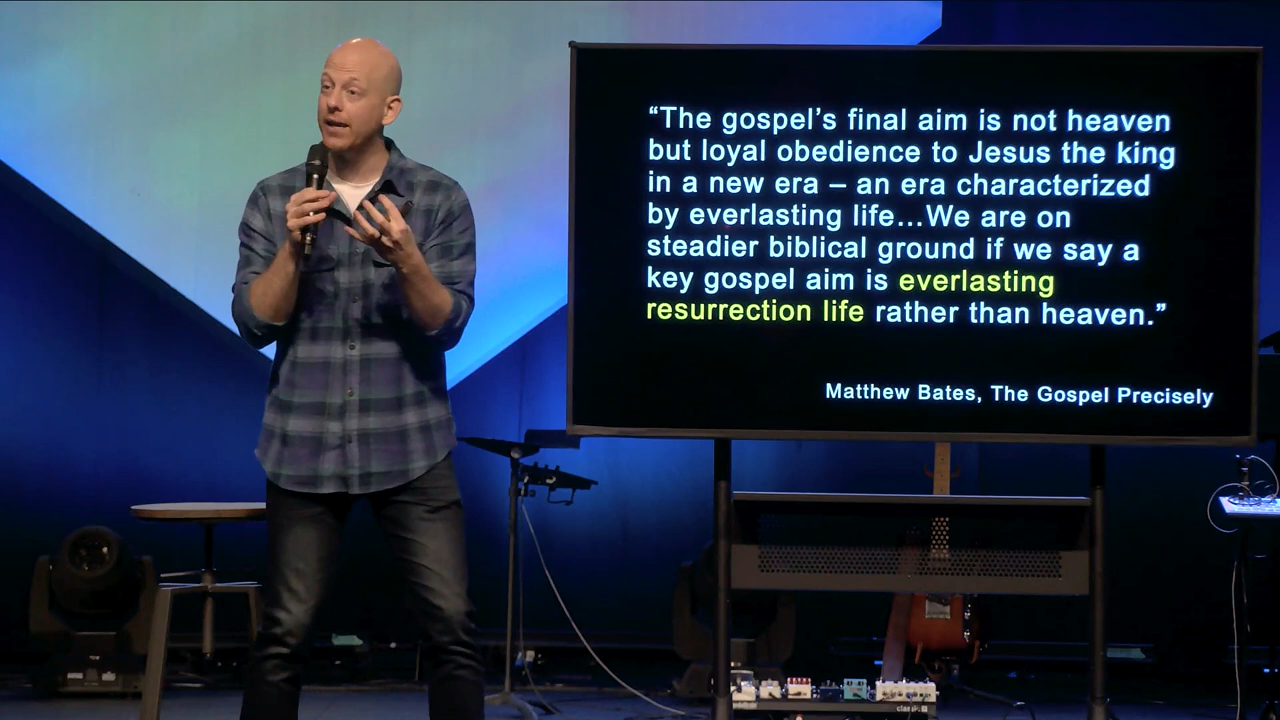 “The gospel’s final aim is not heaven
but loyal obedience to Jesus the king
in a new era – an era characterized
by everlasting life...We are on
steadier biblical ground if we say a
key gospel aim is everlasting
resurrection life rather than heaven.”
Matthew Bates, The Gospel Precisely